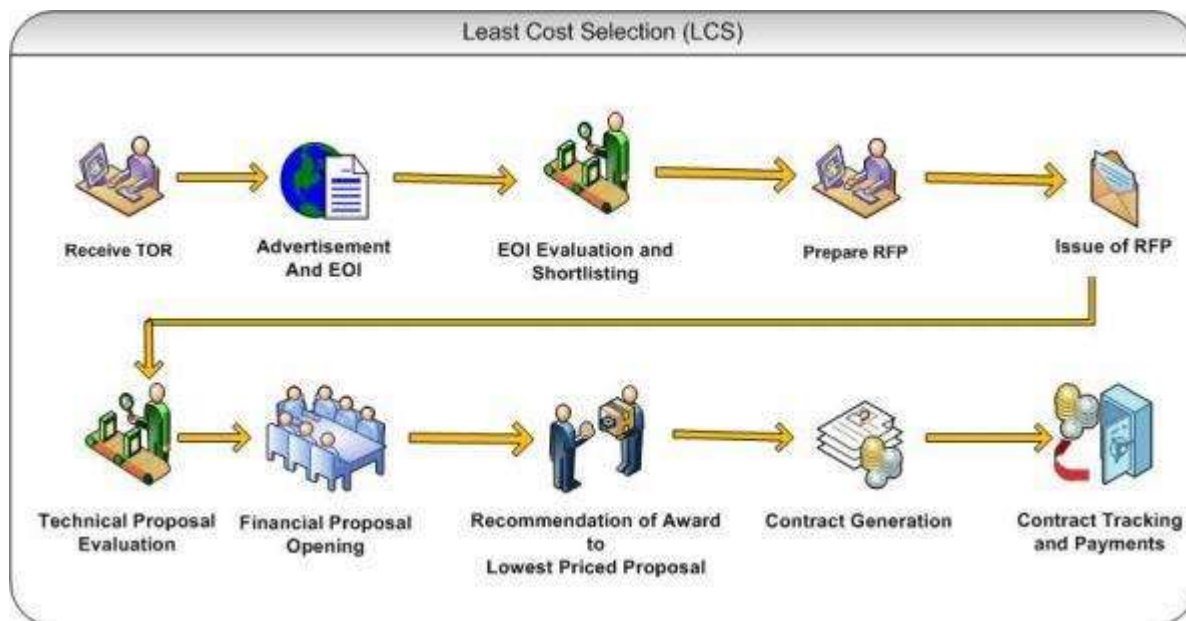 Least Cost Selection (LCS)
Receive TOR
Advertisement
And EOI
EOI Evaluation and
Shortlisting
Prepare RFP
Issue of RFP
Technical Proposal
Evaluation
Financial Proposal
Opening
Recommendation of Award
to
Lowest Priced Proposal
Contract Generation
Contract Tracking
and Payments